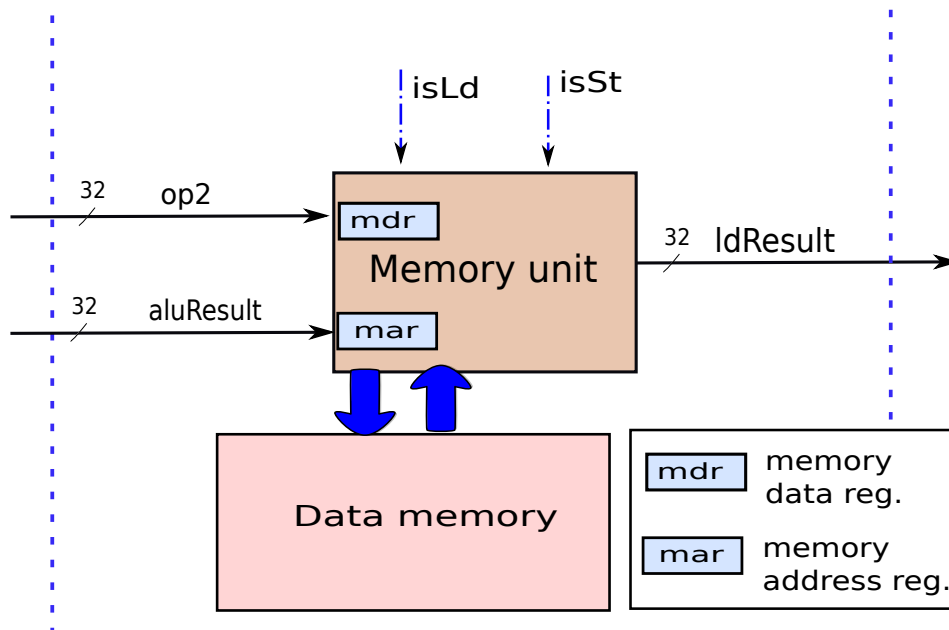 isLd
isSt
32
op2
mdr
32
ldResult
Memory unit
32
aluResult
mar
Data memory
mdr
memory
data reg.
mar
memory
address reg.